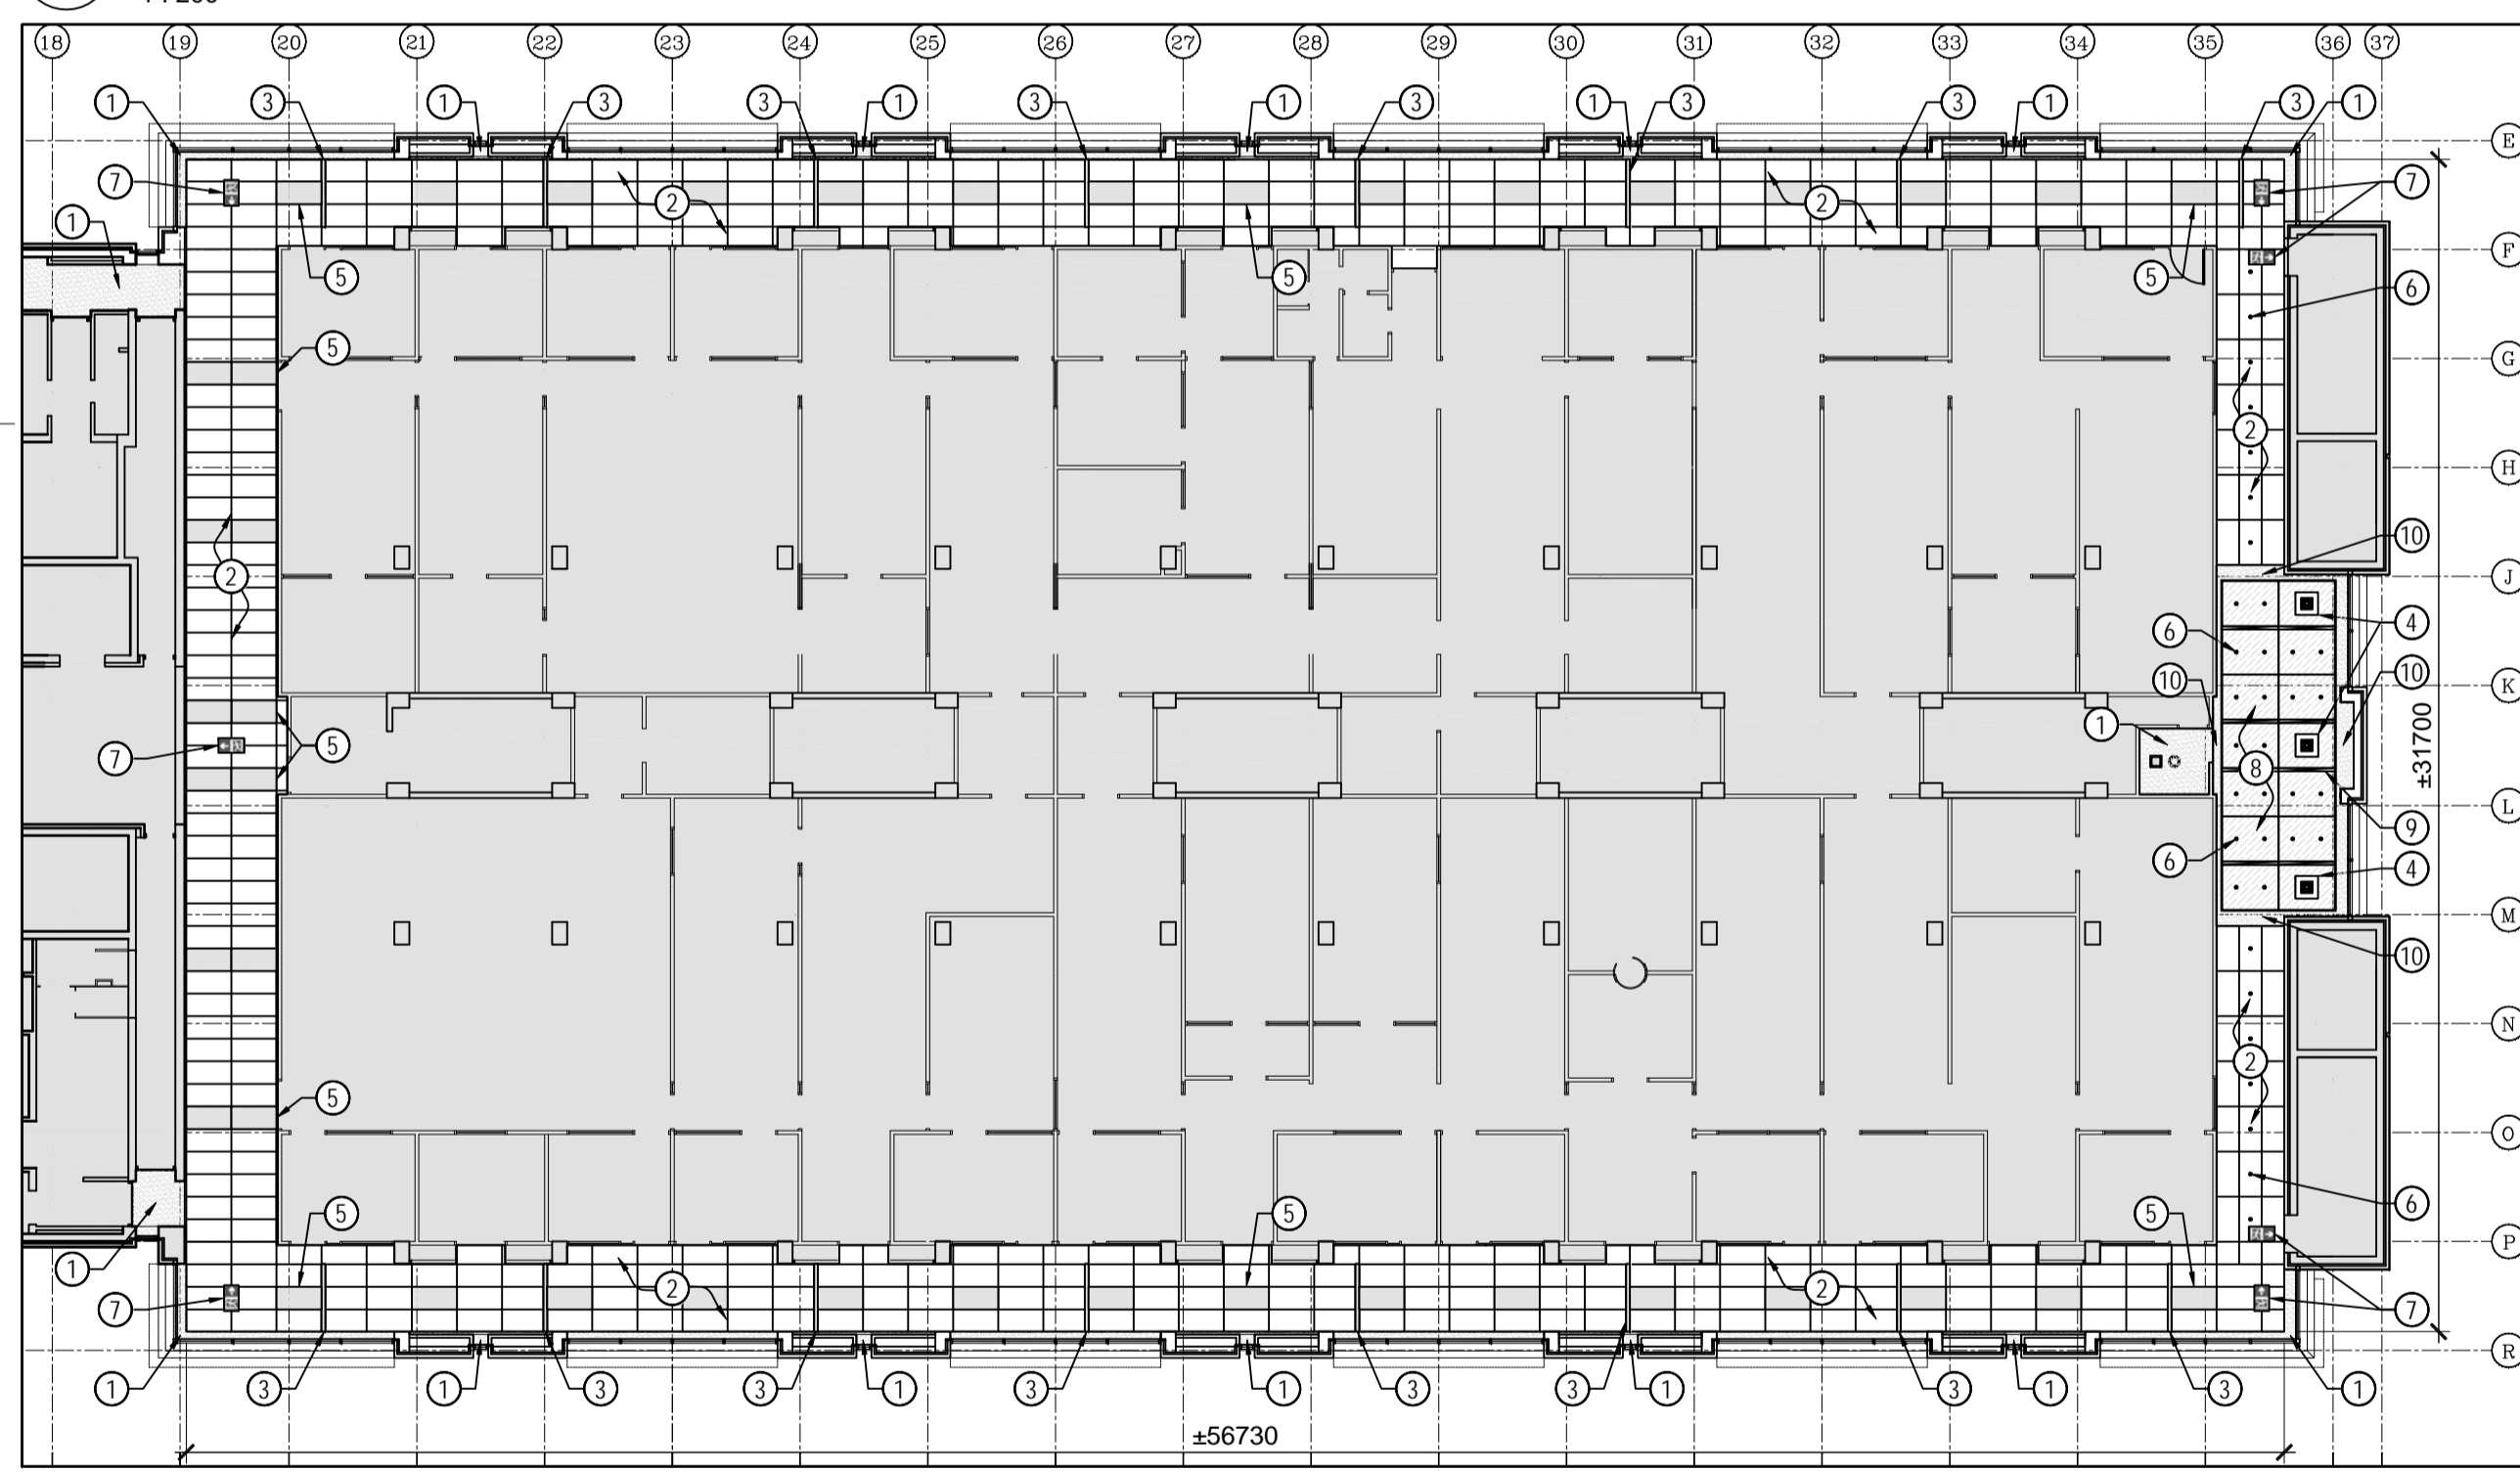 18 19 20 21 22 23 24 25 26 27 28 29 30 31 32 33 34 35 36 37
1 3 1 3 3 1 3 1 3 1 3 1 3 1
E
7 2 2 7
1
F
5 5 5 6
5
G
2
H
10
2 J
6 4
10 10 K
1
7 5 8 ±31700
L
9
6 4
M
10
N
5 2
O
5 5 5 6
P
1 2 2
7 7
R
1 3 1 3 3 1 3 1 3 3 1 3 1 3 1
±56730